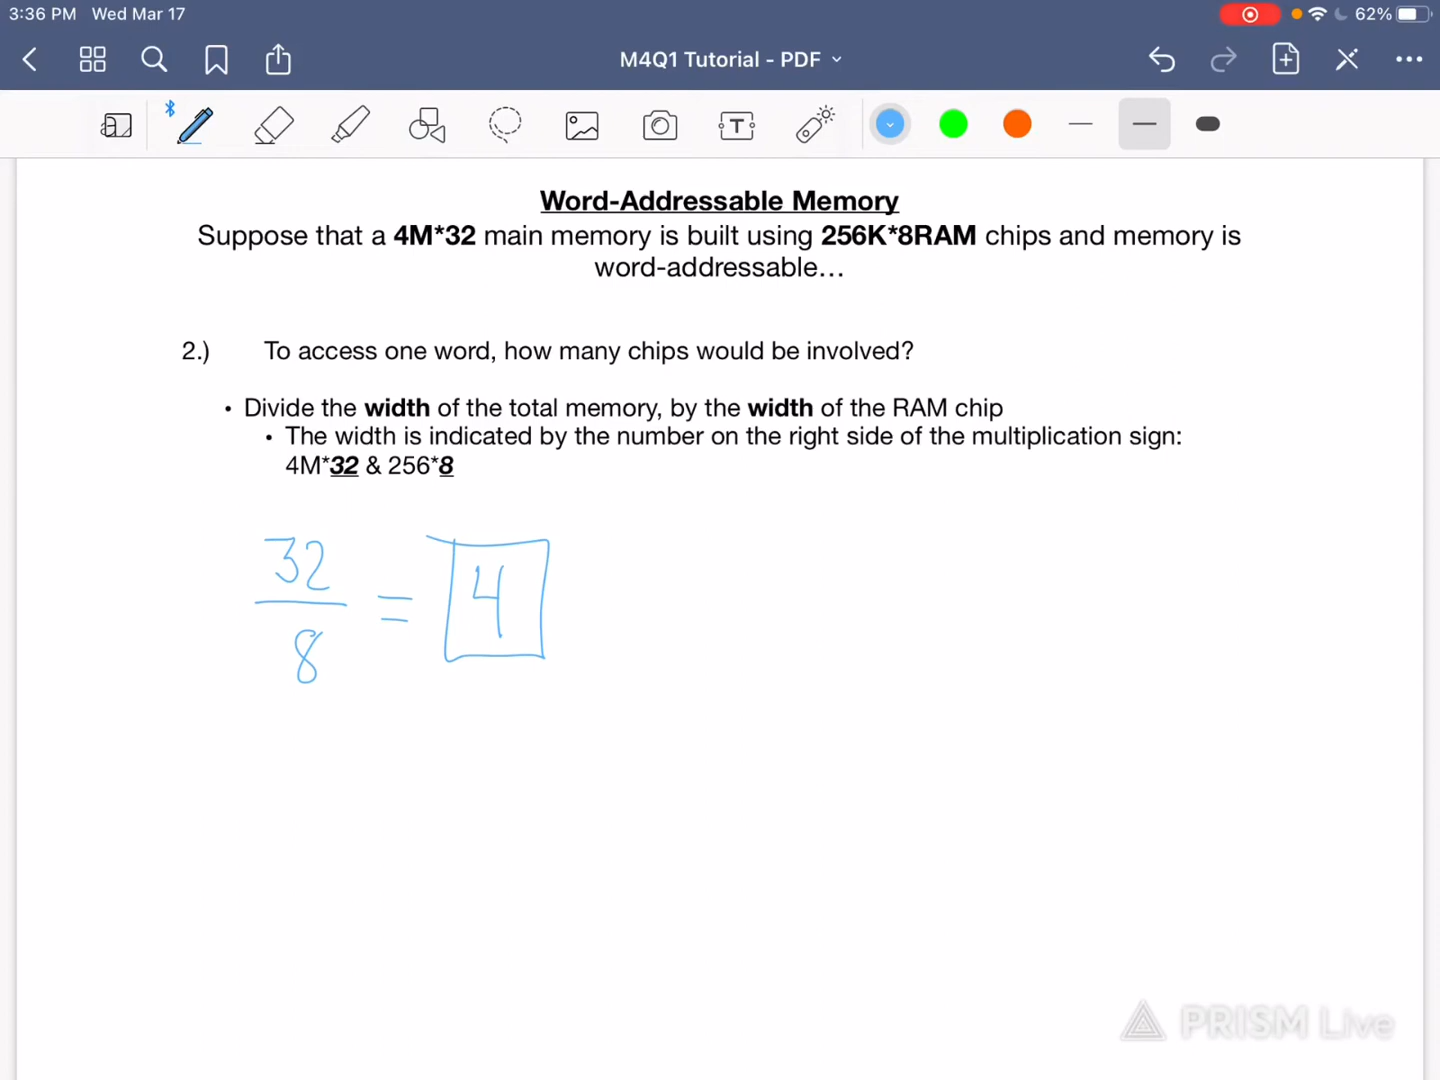 3:36 PM Wed Mar 17
62%
M4Q1 Tutorial - PDF
Word-Addressable Memory
Suppose that a 4M*32 main memory is built using 256K*8RAM chips and memory is
word-addressable…
2.) To access one word, how many chips would be involved?
• Divide the width of the total memory, by the width of the RAM chip
• The width is indicated by the number on the right side of the multiplication sign:
4M*32 & 256*8
32
8
= 4
PRISM Live